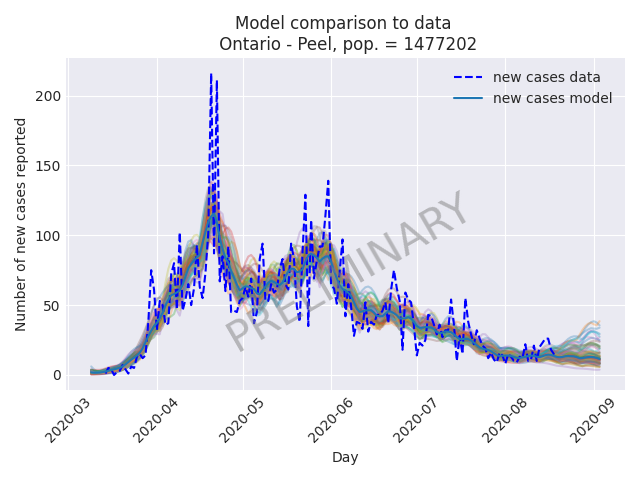 Model comparison to data
Ontario - Peel, pop. = 1477202
new cases data
new cases model
Number of new cases reported
200
150
100
50
0
PRELIMINARY
2020-03
2020-04
2020-05
2020-06
2020-07
2020-08
2020-09
Day